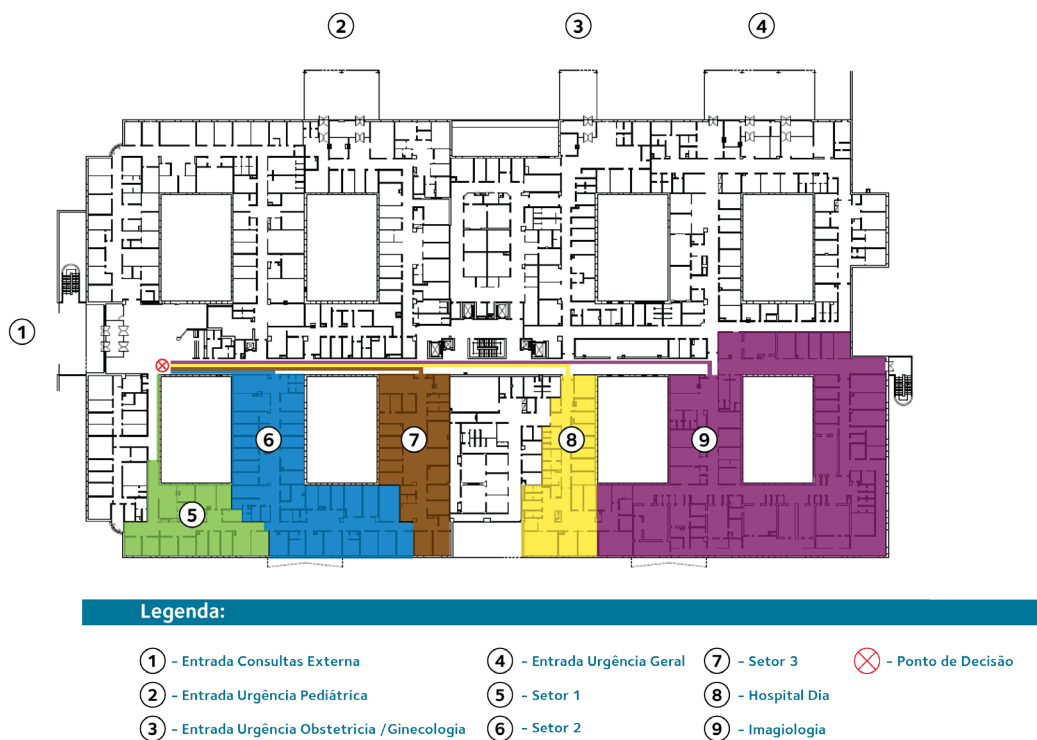 2
3
4
1
6
7
8
9
5
Legenda:
1 - Entrada Consultas Externa
2 - Entrada Urgência Pediátrica
3 - Entrada Urgência Obstetricia /Ginecologia
4 - Entrada Urgência Geral
5 - Setor 1
6 - Setor 2
7 - Setor 3
8 - Hospital Dia
9 - Imagiologia
- Ponto de Decisão